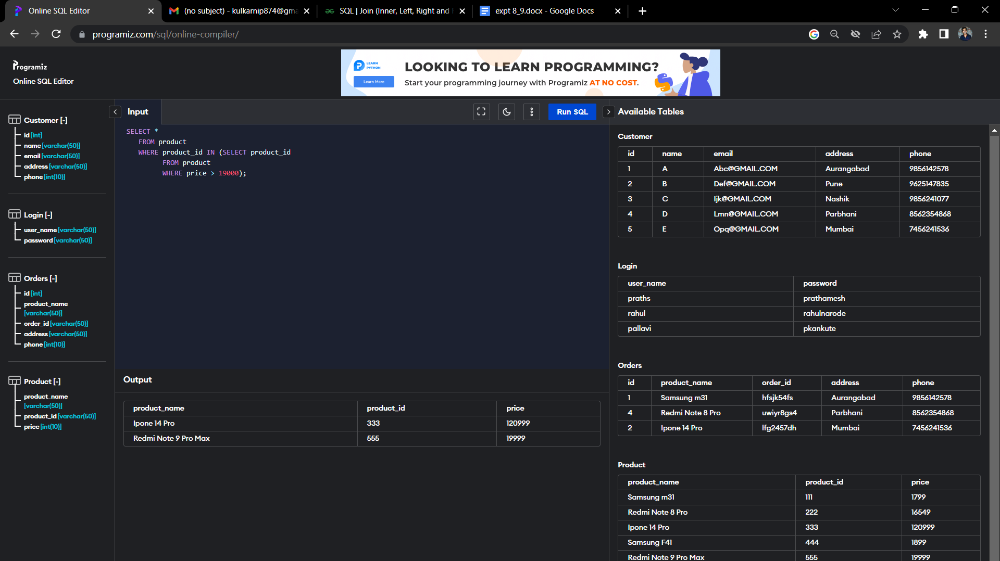 Online SQL Editor
(no subject) - kulkarnip874@gma
SQL | Join (Inner, Left, Right and F
expt 8_9.docx - Google Docs
programiz.com/sql/online-compiler/
Programiz
Online SQL Editor
LEARN
PYTHON
Learn More
LOOKING TO LEARN PROGRAMMING?
Start your programming journey with Programiz AT NO COST.
Customer [-]
id [int]
name [varchar(50)]
email [varchar(50)]
address [varchar(50)]
phone [int(10)]
Login [-]
user_name [varchar(50)]
password [varchar(50)]
Orders [-]
id [int]
product_name
[varchar(50)]
order_id [varchar(50)]
address [varchar(50)]
phone [int(10)]
Product [-]
product_name
[varchar(50)]
product_id [varchar(50)]
price [int(10)]
Input
Run SQL
SELECT *
FROM product
WHERE product_id IN (SELECT product_id
FROM product
WHERE price > 19000);
Output
product_name product_id price
Ipone 14 Pro 333 120999
Redmi Note 9 Pro Max 555 19999
Available Tables
Customer
id name email address phone
1 A Abc@GMAIL.COM Aurangabad 9856142578
2 B Def@GMAIL.COM Pune 9625147835
3 C Ijk@GMAIL.COM Nashik 9856241077
4 D Lmn@GMAIL.COM Parbhani 8562354868
5 E Opq@GMAIL.COM Mumbai 7456241536
Login
user_name password
praths prathamesh
rahul rahulnarode
pallavi pkankute
Orders
id product_name order_id address phone
1 Samsung m31 hfsjk54fs Aurangabad 9856142578
4 Redmi Note 8 Pro uwiyr8gs4 Parbhani 8562354868
2 Ipone 14 Pro lfg2457dh Mumbai 7456241536
Product
product_name product_id price
Samsung m31 111 1799
Redmi Note 8 Pro 222 16549
Ipone 14 Pro 333 120999
Samsung F41 444 1899
Redmi Note 9 Pro Max 555 19999